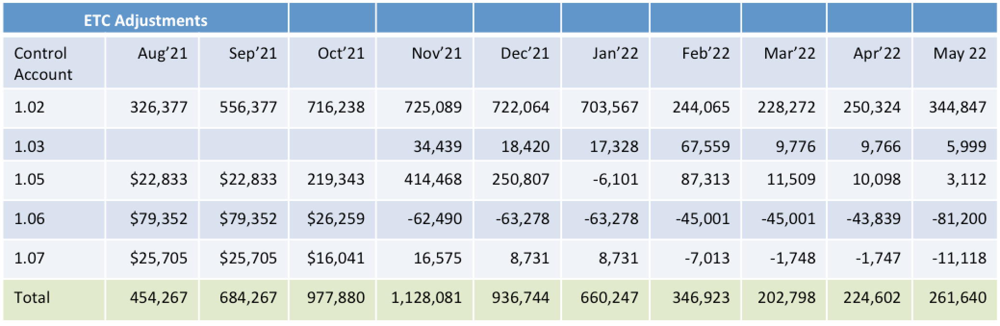 ETC Adjustments
Control Account Aug’21 Sep’21 Oct’21 Nov’21 Dec’21 Jan’22 Feb’22 Mar’22 Apr’22 May 22
1.02 326,377 556,377 716,238 725,089 722,064 703,567 244,065 228,272 250,324 344,847
1.03 34,439 18,420 17,328 67,559 9,776 9,766 5,999
1.05 $22,833 $22,833 219,343 414,468 250,807 -6,101 87,313 11,509 10,098 3,112
1.06 $79,352 $79,352 $26,259 -62,490 -63,278 -63,278 -45,001 -45,001 -43,839 -81,200
1.07 $25,705 $25,705 $16,041 16,575 8,731 8,731 -7,013 -1,748 -1,747 -11,118
Total 454,267 684,267 977,880 1,128,081 936,744 660,247 346,923 202,798 224,602 261,640